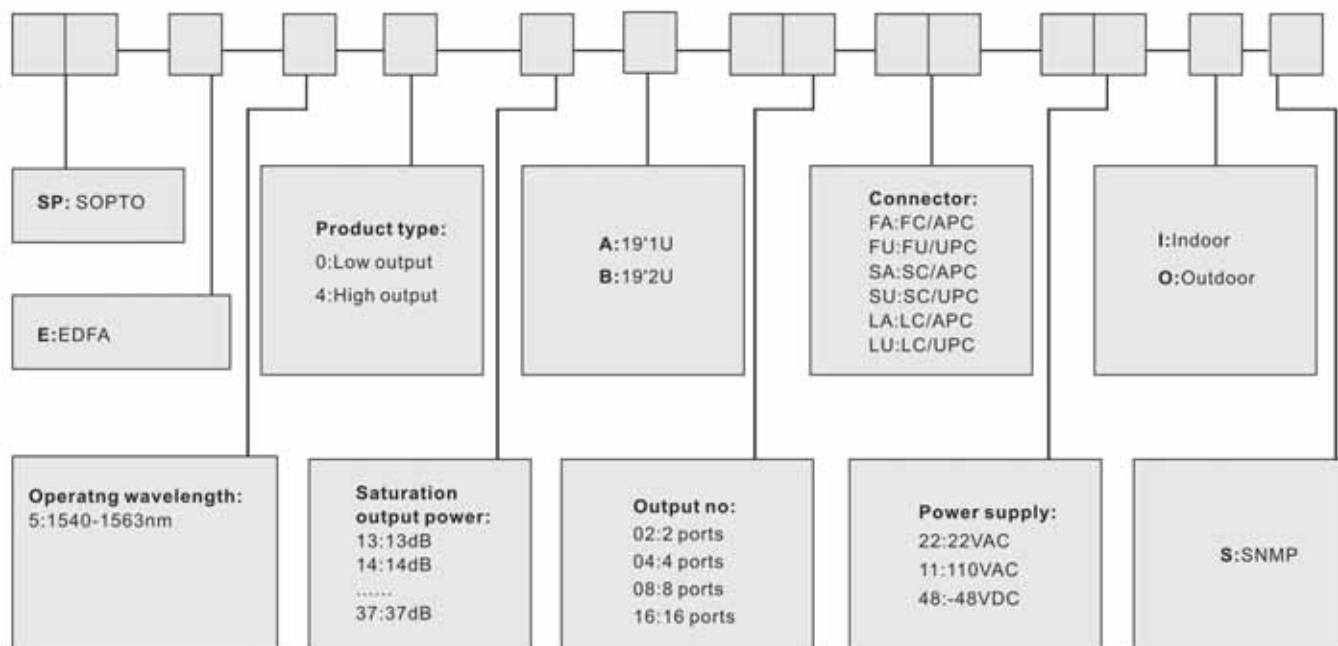 SP: SOPTO
E:EDFA
Product type:
0:Low output
4:High output
A:19'1U
B:19'2U
Connector:
FA:FC/APC
FU:FU/UPC
SA:SC/APC
SU:SC/UPC
LA:LC/APC
LU:LC/UPC
I:Indoor
O:Outdoor
Operatng wavelength:
5:1540-1563nm
Saturation
output power:
13:13dB
14:14dB
......
37:37dB
Output no:
02:2 ports
04:4 ports
08:8 ports
16:16 ports
Power supply:
22:22VAC
11:110VAC
48:-48VDC
S:SNMP